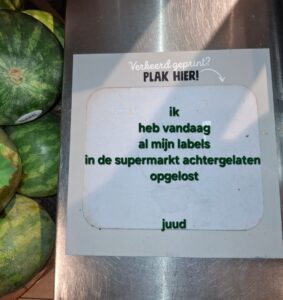 Verkeerd geprint?
PLAK HIER!
ik
heb vandaag
al mijn labels
in de supermarkt achtergelaten
opgelost
juud